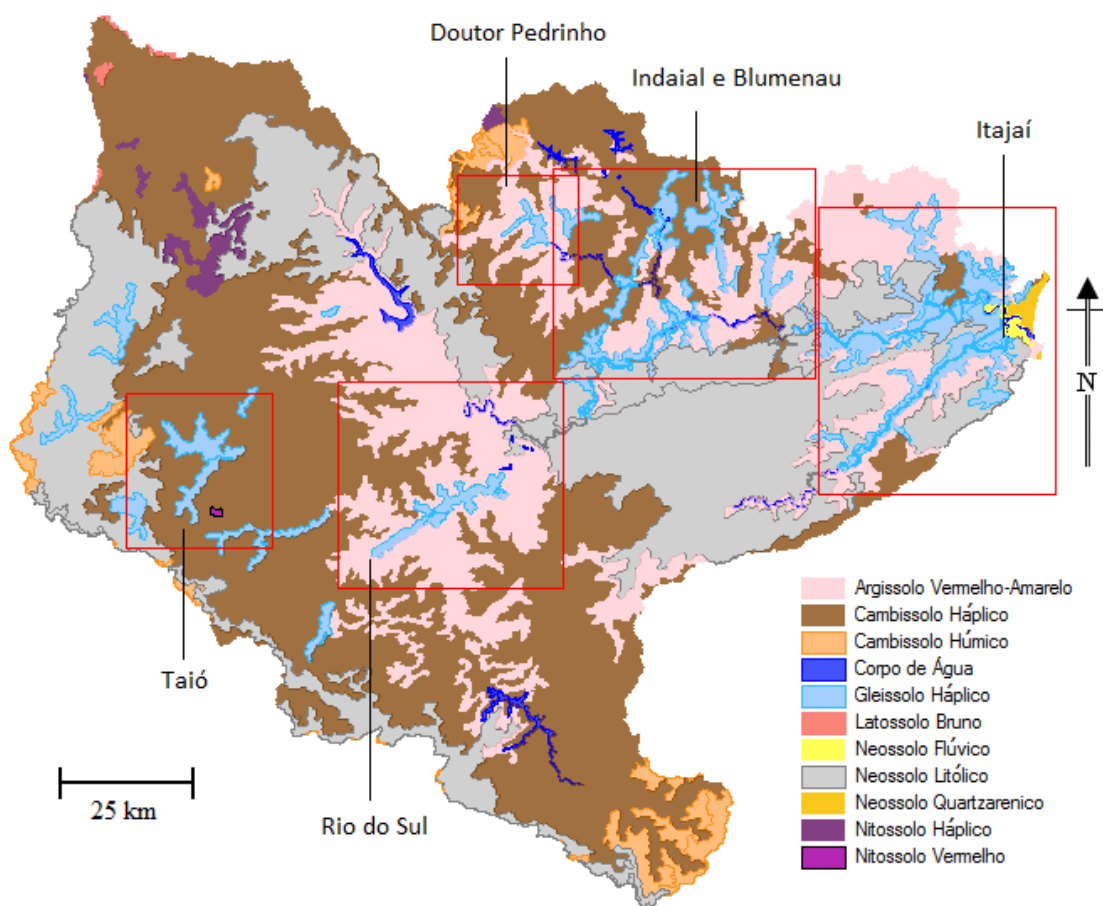 Doutor Pedrinho
Indaial e Blumenau
Itajaí
N
Taió
Rio do Sul
25 km
Argissolo Vermelho-Amarelo
Cambissolo Háplico
Cambissolo Húmico
Corpo de Água
Gleissolo Háplico
Latossolo Bruno
Neossolo Flúvico
Neossolo Litólico
Neossolo Quartzarenico
Nitossolo Háplico
Nitossolo Vermelho